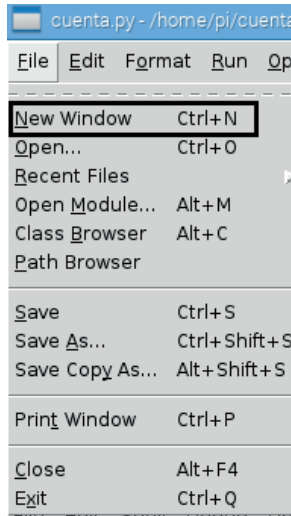 cuenta.py - /home/pi/cuenta
File Edit Format Run Op
New Window Ctrl+N
Open... Ctrl+O
Recent Files
Open Module... Alt+M
Class Browser Alt+C
Path Browser
Save Ctrl+S
Save As... Ctrl+Shift+S
Save Copy As... Alt+Shift+S
Print Window Ctrl+P
Close Alt+F4
Exit Ctrl+Q